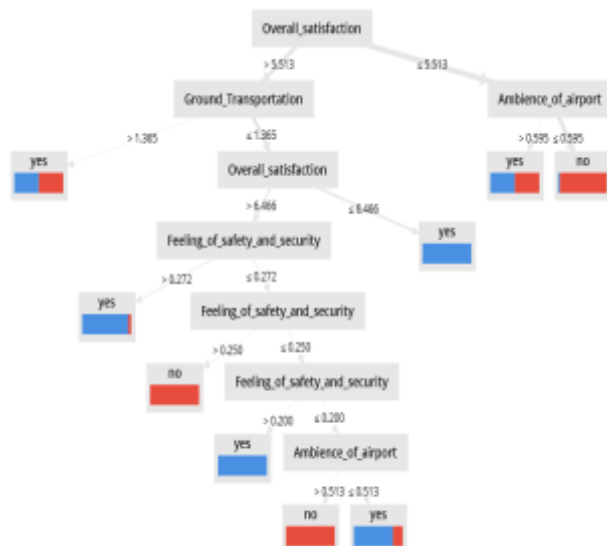 Overall_satisfaction
> 5.513 ≤ 5.513
Ground_Transportation Ambience_of_airport
> 1.365 ≤ 1.365 > 0.595 ≤ 0.595
yes Overall_satisfaction yes no
> 6.466 ≤ 6.466
Feeling_of_safety_and_security yes
> 0.272 ≤ 0.272
yes Feeling_of_safety_and_security
> 0.250 ≤ 0.250
no Feeling_of_safety_and_security
> 0.200 ≤ 0.200
yes Ambience_of_airport
> 0.513 ≤ 0.513
no yes